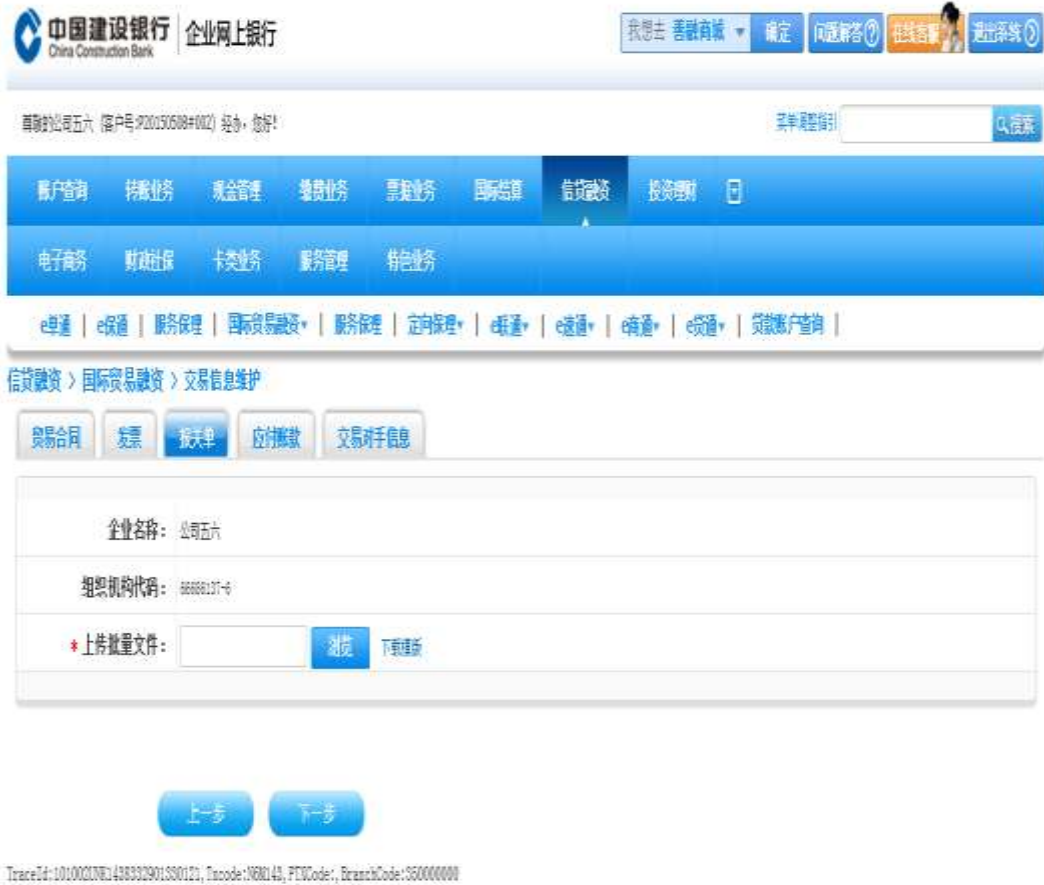 中国建设银行 企业网上银行
China Construction Bank
我想去 善融商城 确定 问题解答 在线客服 退出系统
尊敬的公司五六 (客户号:P20150508#002) 经办，您好!
菜单调整指引 搜索
账户查询 转账业务 现金管理 缴费业务 票据业务 国际结算 信贷融资 投资理财
电子商务 财政社保 卡类业务 服务管理 特色业务
e单通 | e保通 | 服务保理 | 国际贸易融资 | 服务保理 | 定向保理 | e联通 | e速通 | e商通 | e贷通 | 贷款账户查询 |
信贷融资 > 国际贸易融资 > 交易信息维护
贸易合同 发票 报关单 应付账款 交易对手信息
企业名称： 公司五六
组织机构代码：
* 上传批量文件： 浏览 下载模版
上一步 下一步
BranchCode:350000000